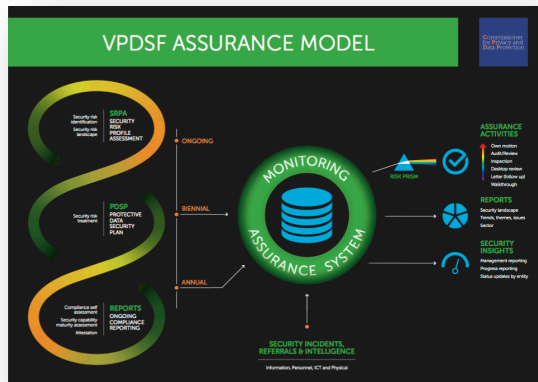 VPDSF ASSURANCE MODEL
Commissioner
for Privacy and
Data Protection
Security risk
identification
Security risk
landscape
SRPA
SECURITY
RISK
PROFILE
ASSESSMENT
Security risk
treatment
PDSP
PROTECTIVE
DATA
SECURITY
PLAN
Compliance self
assessment
Security capability
maturity assessment
Attestation
REPORTS
ONGOING
COMPLIANCE
REPORTING
ONGOING
BIENNIAL
ANNUAL
MONITORING
ASSURANCE SYSTEM
SECURITY INCIDENTS,
REFERRALS & INTELLIGENCE
Information, Personnel, ICT and Physical
RISK PRISM
ASSURANCE
ACTIVITIES
Own motion
Audit/Review
Inspection
Desktop review
Letter (follow up)
Walkthrough
REPORTS
Security landscape
Trends, themes, issues
Sector
SECURITY
INSIGHTS
Management reporting
Progress reporting
Status updates by entity